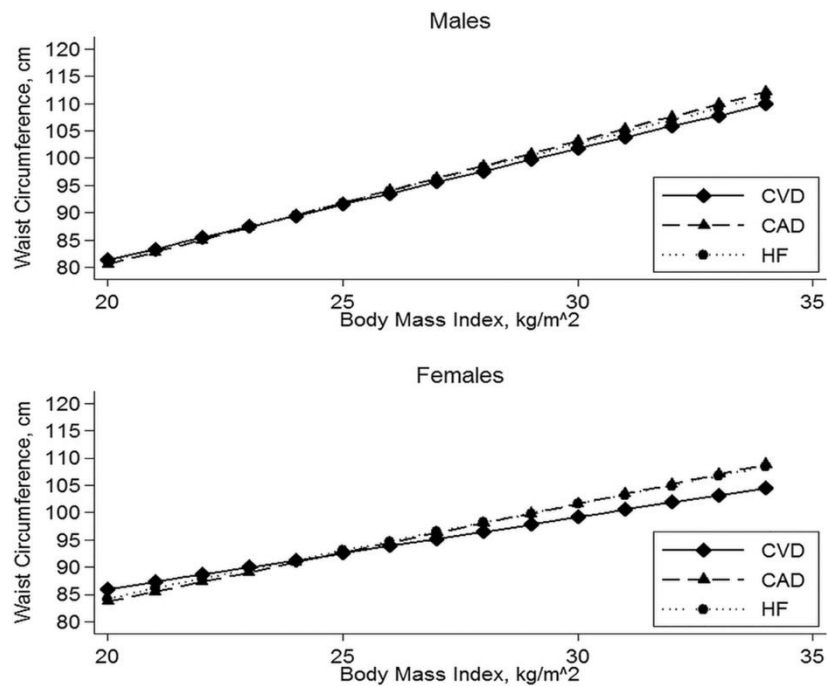 Males
Waist Circumference, cm
120
115
110
105
100
95
90
85
80
20
25
30
35
Body Mass Index, kg/m^2
CVD
CAD
HF
Females
Waist Circumference, cm
120
115
110
105
100
95
90
85
80
20
25
30
35
Body Mass Index, kg/m^2
CVD
CAD
HF